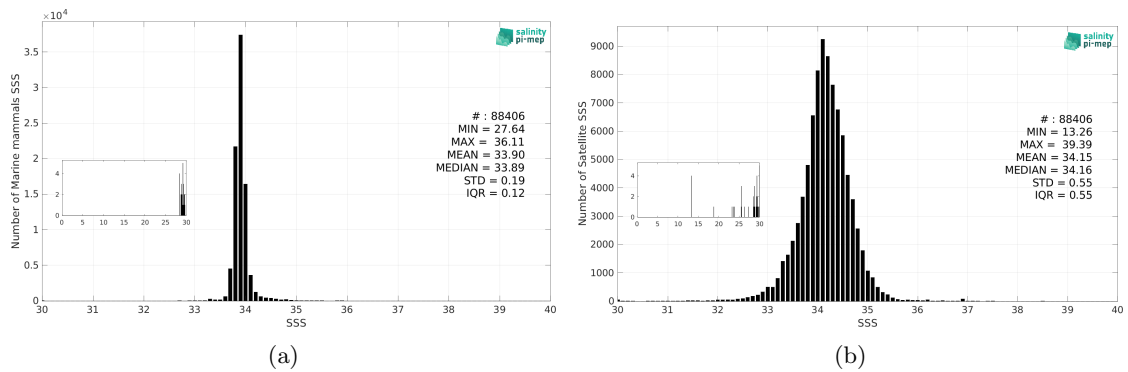 ×10⁴
salinity
pi-mep
3.5
3
2.5
2
1.5
1
0.5
0
Number of Marine mammals SSS
# : 88406
MIN = 27.64
MAX = 36.11
MEAN = 33.90
MEDIAN = 33.89
STD = 0.19
IQR = 0.12
4
2
0
0 5 10 15 20 25 30
30 31 32 33 34 35 36 37 38 39 40
SSS
(a)
salinity
pi-mep
9000
8000
7000
6000
5000
4000
3000
2000
1000
0
Number of Satellite SSS
# : 88406
MIN = 13.26
MAX = 39.39
MEAN = 34.15
MEDIAN = 34.16
STD = 0.55
IQR = 0.55
4
2
0
0 5 10 15 20 25 30
30 31 32 33 34 35 36 37 38 39 40
SSS
(b)